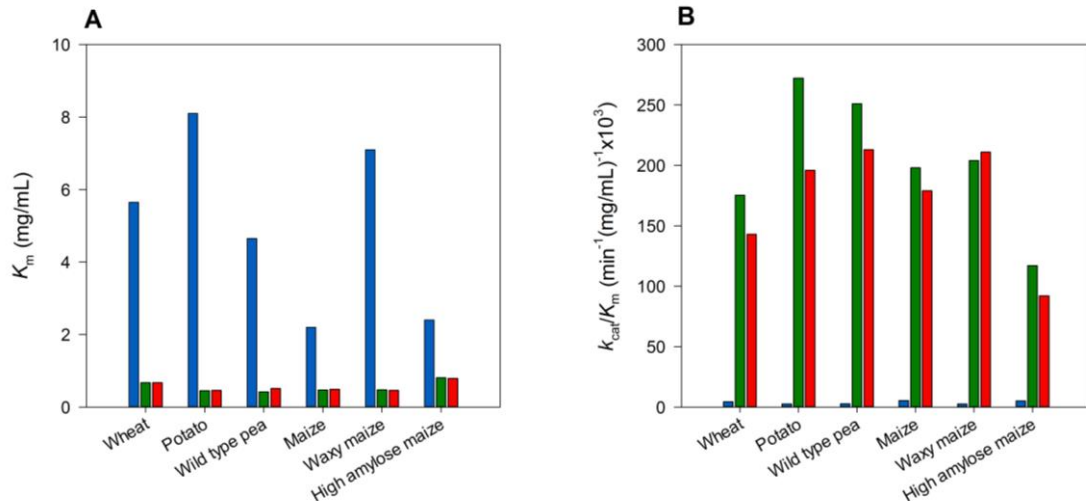 A
10
8
6
4
2
0
Km (mg/mL)
Wheat
Potato
Wild type pea
Maize
Waxy maize
High amylose maize
B
300
250
200
150
100
50
0
kcat/Km (min⁻¹(mg/mL)⁻¹x10³)
Wheat
Potato
Wild type pea
Maize
Waxy maize
High amylose maize